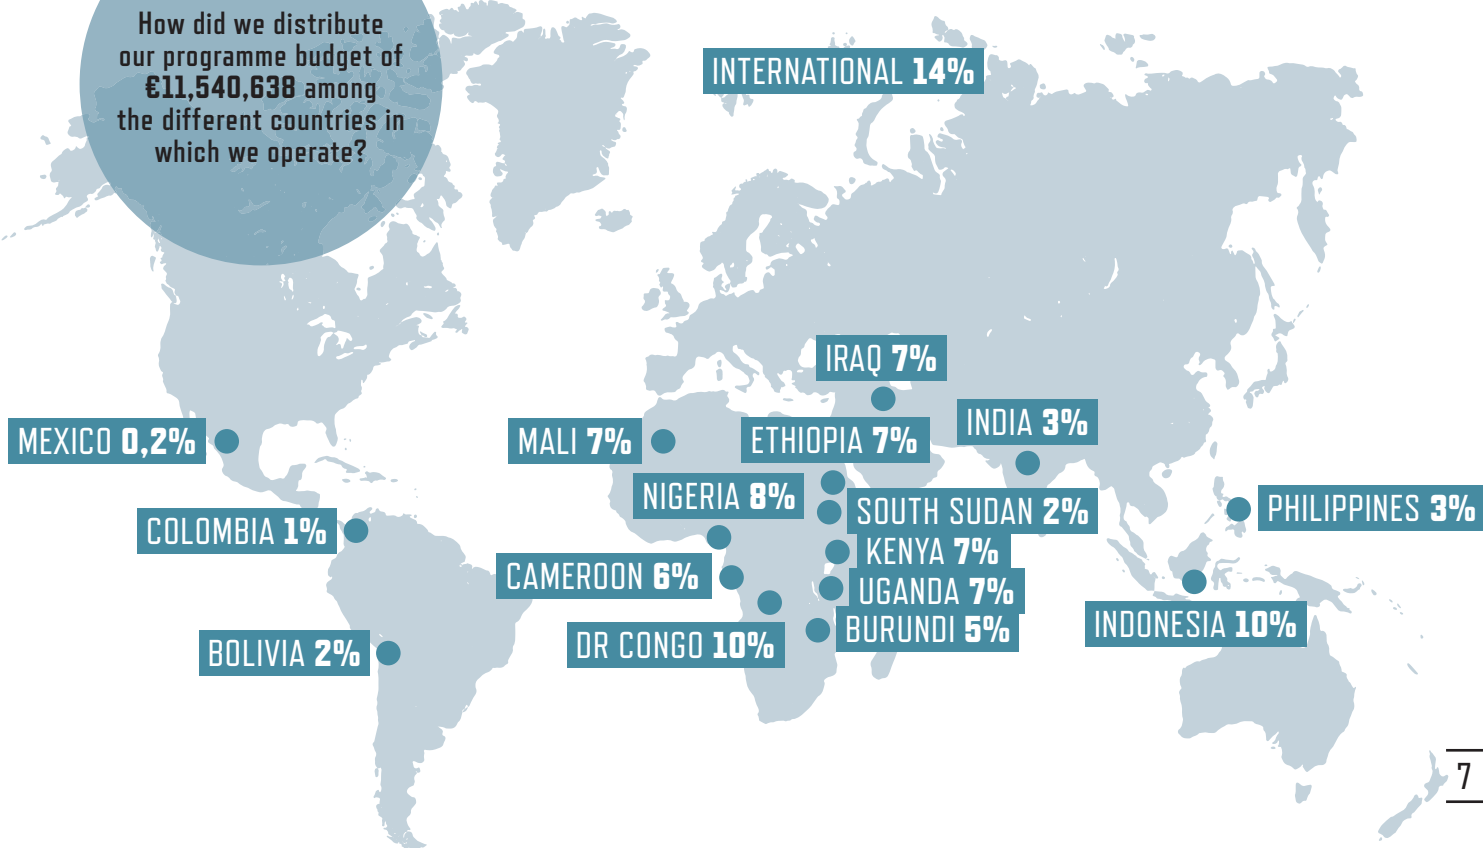 How did we distribute
our programme budget of
€11,540,638 among
the different countries in
which we operate?
INTERNATIONAL 14%
IRAQ 7%
MEXICO 0,2%
MALI 7%
ETHIOPIA 7%
INDIA 3%
NIGERIA 8%
SOUTH SUDAN 2%
PHILIPPINES 3%
COLOMBIA 1%
KENYA 7%
CAMEROON 6%
UGANDA 7%
BURUNDI 5%
INDONESIA 10%
DR CONGO 10%
BOLIVIA 2%
7